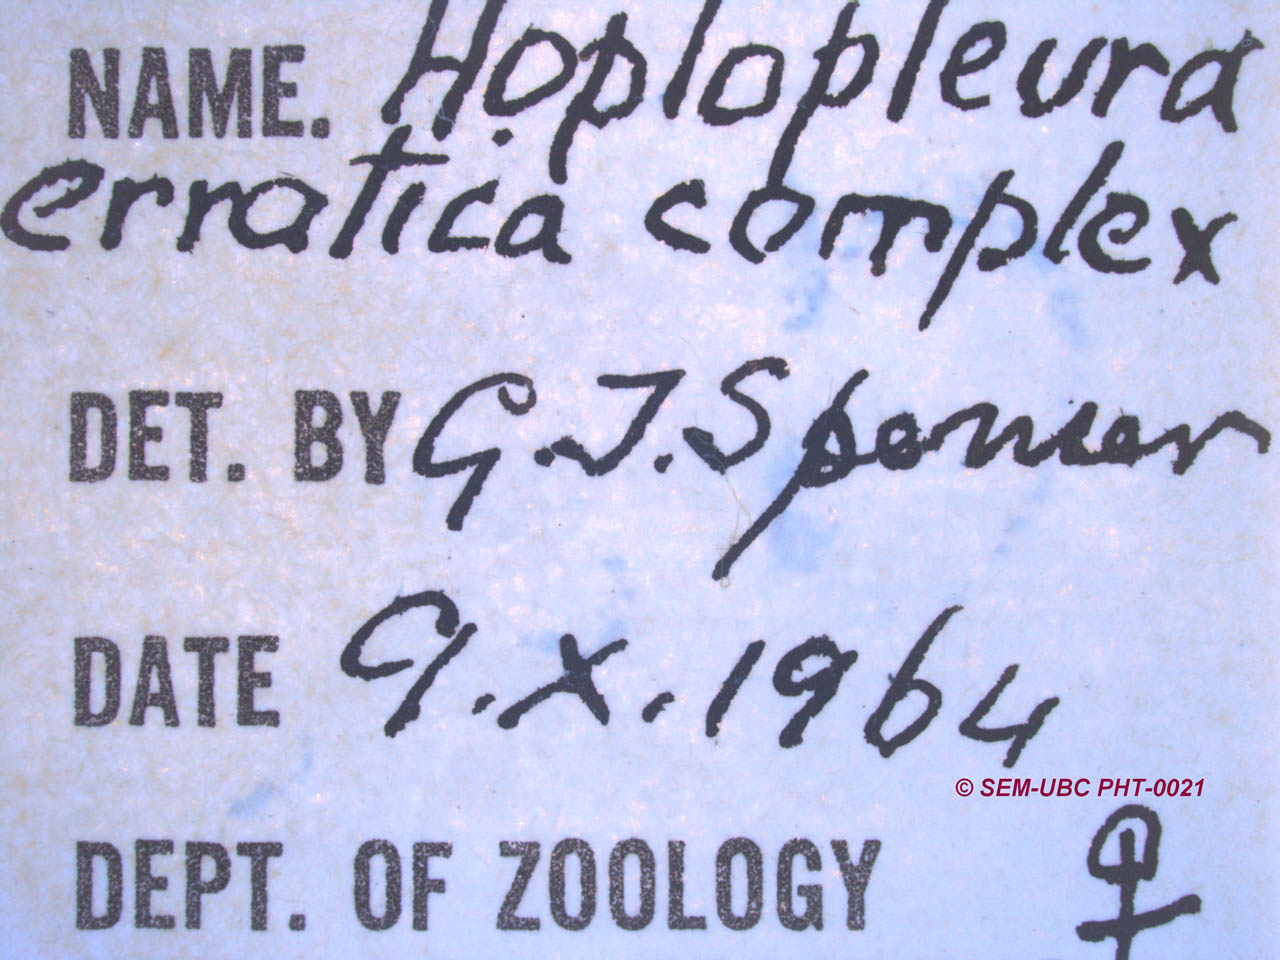 NAME. Hoplopleura
erratica complex
DET. BY G.J. Spencer
DATE 9.X.1964
© SEM-UBC PHT-0021
DEPT. OF ZOOLOGY ♀